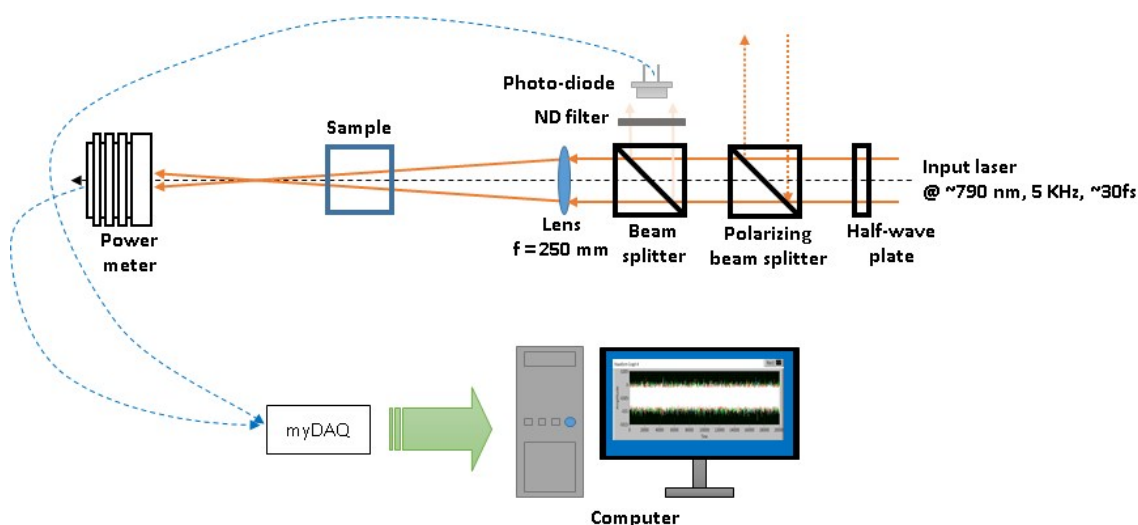 Photo-diode
ND filter
Sample
Input laser
@ ~790 nm, 5 KHz, ~30fs
Power
meter
Lens
f = 250 mm
Beam
splitter
Polarizing
beam splitter
Half-wave
plate
myDAQ
Computer